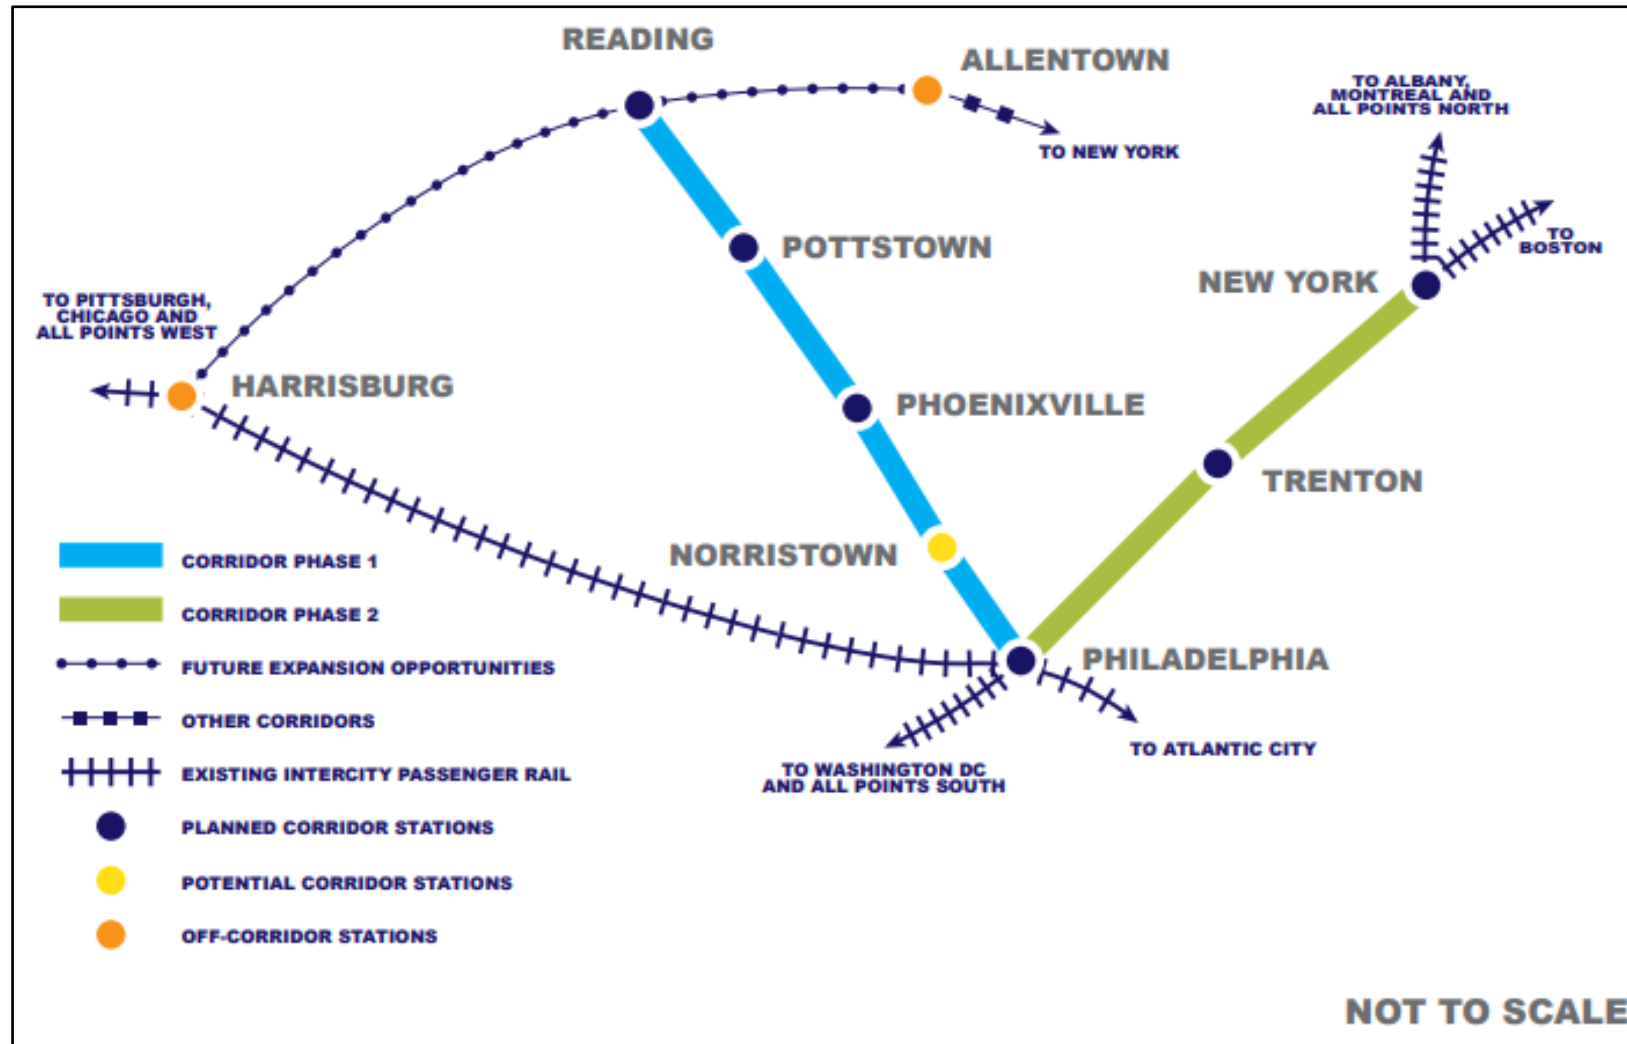 READING
ALLENTOWN
TO ALBANY,
MONTREAL AND
ALL POINTS NORTH
TO NEW YORK
POTTSTOWN
TO
BOSTON
NEW YORK
TO PITTSBURGH,
CHICAGO AND
ALL POINTS WEST
HARRISBURG
PHOENIXVILLE
TRENTON
NORRISTOWN
CORRIDOR PHASE 1
CORRIDOR PHASE 2
PHILADELPHIA
FUTURE EXPANSION OPPORTUNITIES
OTHER CORRIDORS
TO ATLANTIC CITY
EXISTING INTERCITY PASSENGER RAIL
TO WASHINGTON DC
AND ALL POINTS SOUTH
PLANNED CORRIDOR STATIONS
POTENTIAL CORRIDOR STATIONS
OFF-CORRIDOR STATIONS
NOT TO SCALE